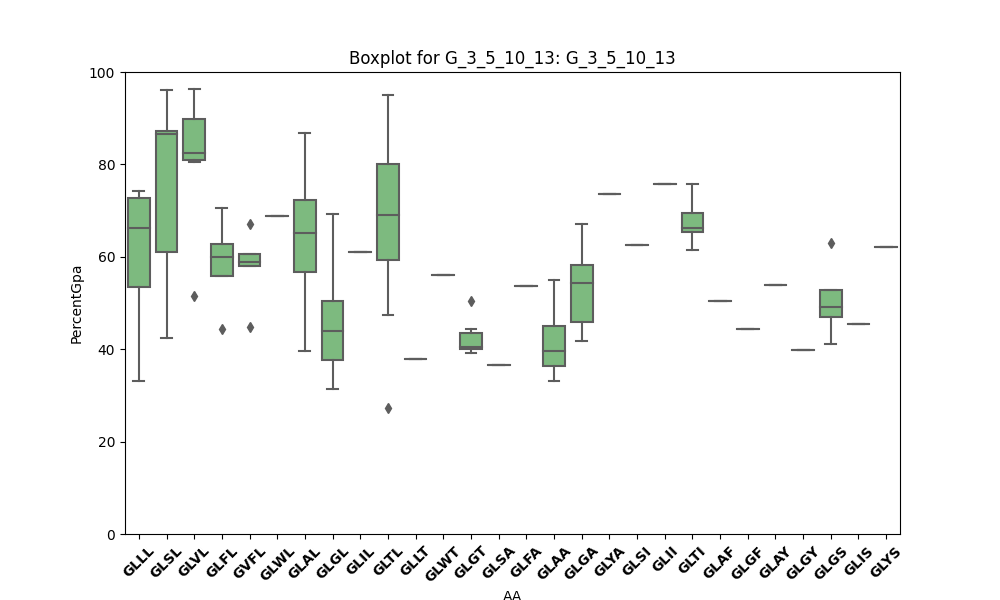 Boxplot for G_3_5_10_13: G_3_5_10_13
100
80
60
40
20
0
PercentGpa
GLLL GLSL GLVL GLFL GVFL GLWL GLAL GLGL GLIL GLTL GLLT GLWT GLGT GLSA GLFA GLAA GLGA GLYA GLSI GLII GLTI GLAF GLGF GLAY GLGY GLGS GLIS GLYS
AA